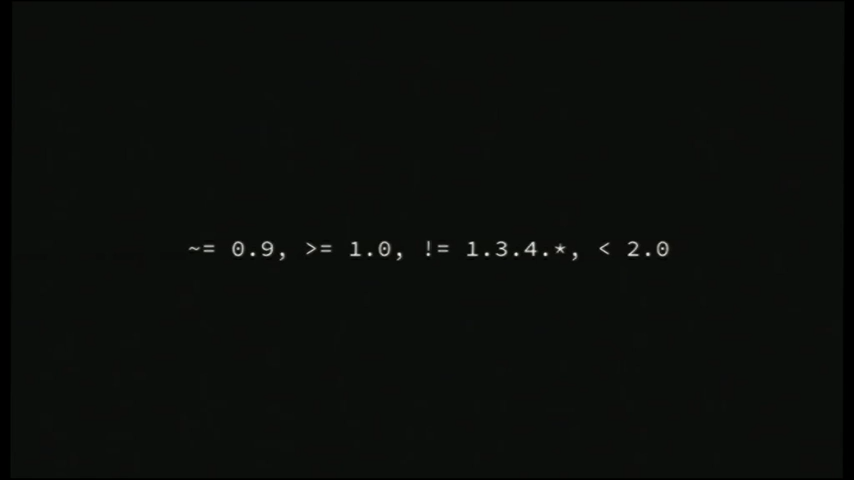 ~= 0.9, >= 1.0, != 1.3.4.*, < 2.0